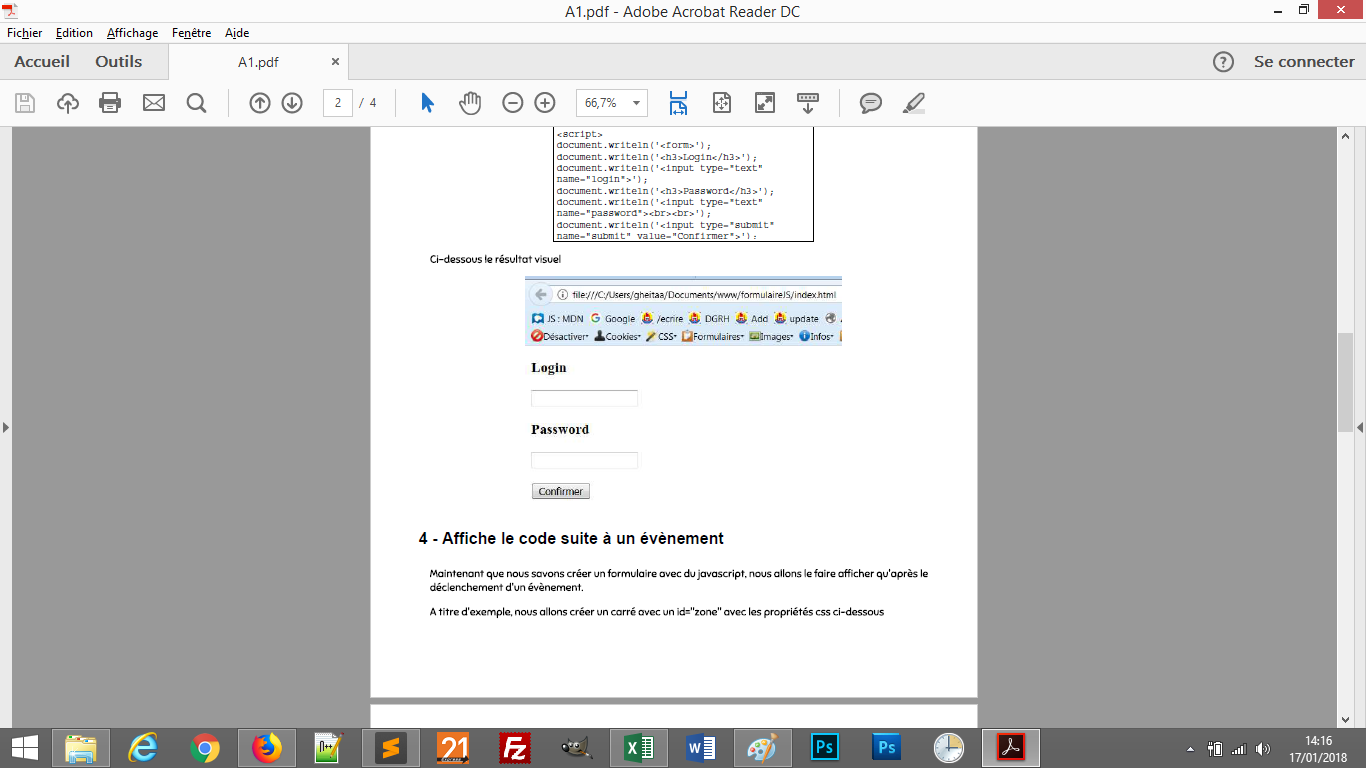 A1.pdf - Adobe Acrobat Reader DC
Fichier Edition Affichage Fenêtre Aide
Accueil Outils A1.pdf × ? Se connecter
2 / 4 66,7%
<script>
document.writeln('<form>');
document.writeln('<h3>Login</h3>');
document.writeln('<input type="text"
name="login">');
document.writeln('<h3>Password</h3>');
document.writeln('<input type="text"
name="password"><br><br>');
document.writeln('<input type="submit"
name="submit" value="Confirmer">');
Ci-dessous le résultat visuel
file:///C:/Users/gheitaa/Documents/www/formulaireJS/index.html
JS : MDN Google /ecrire DGRH Add update
Désactiver Cookies CSS Formulaires Images Infos
Login
Password
Confirmer
4 - Affiche le code suite à un évènement
Maintenant que nous savons créer un formulaire avec du javascript, nous allons le faire afficher qu'après le
déclenchement d'un évènement.
A titre d'exemple, nous allons créer un carré avec un id="zone" avec les propriétés css ci-dessous
N++ 21 Fz Ps Ps
14:16
17/01/2018